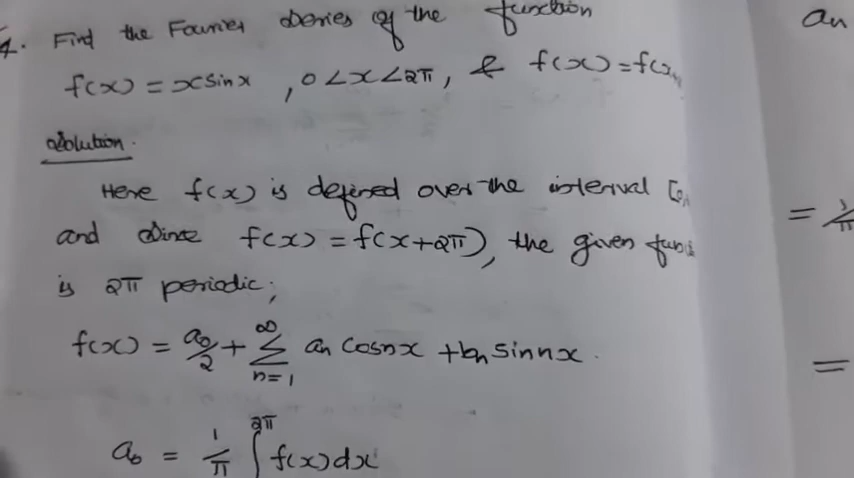 4. Find the Fourier Series of the function
f(x) = x sin x , 0 < x < 2π, & f(x) = f(x
Solution.
Here f(x) is defined over the interval [0,
and Since f(x) = f(x+2π), the given func
is 2π periodic;
f(x) = a₀/2 + ∑_{n=1}^{∞} an cos nx + bn sin nx .
a₀ = 1/π ∫^{2π} f(x) dx
an
= 1/π
=